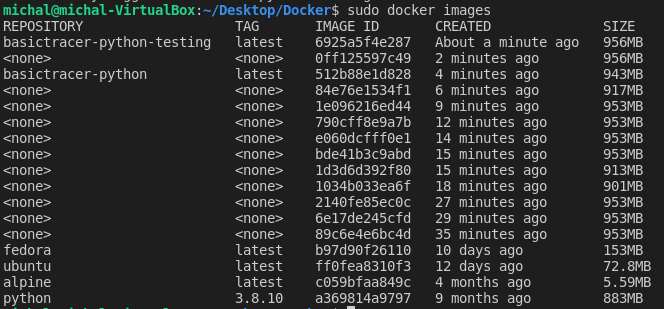 michal@michal-VirtualBox:~/Desktop/Docker$ sudo docker images
REPOSITORY TAG IMAGE ID CREATED SIZE
basictracer-python-testing latest 6925a5f4e287 About a minute ago 956MB
<none> <none> 0ff125597c49 2 minutes ago 956MB
basictracer-python latest 512b88e1d828 4 minutes ago 943MB
<none> <none> 84e76e1534f1 6 minutes ago 917MB
<none> <none> 1e096216ed44 9 minutes ago 953MB
<none> <none> 790cff8e9a7b 12 minutes ago 953MB
<none> <none> e060dcfff0e1 14 minutes ago 953MB
<none> <none> bde41b3c9abd 15 minutes ago 953MB
<none> <none> 1d3d6d392f80 15 minutes ago 913MB
<none> <none> 1034b033ea6f 18 minutes ago 901MB
<none> <none> 2140fe85ec0c 27 minutes ago 953MB
<none> <none> 6e17de245cfd 29 minutes ago 953MB
<none> <none> 89c6e4e6bc4d 35 minutes ago 953MB
fedora latest b97d90f26110 10 days ago 153MB
ubuntu latest ff0fea8310f3 12 days ago 72.8MB
alpine latest c059bfaa849c 4 months ago 5.59MB
python 3.8.10 a369814a9797 9 months ago 883MB